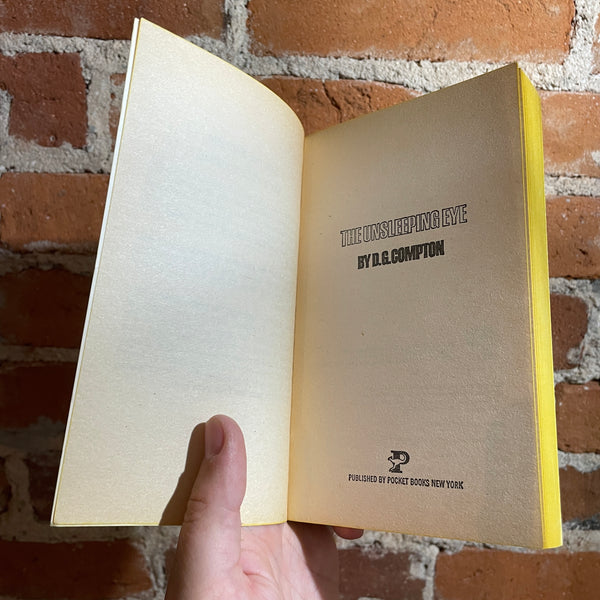 THE UNSLEEPING EYE
BY D.G. COMPTON
P
PUBLISHED BY POCKET BOOKS NEW YORK